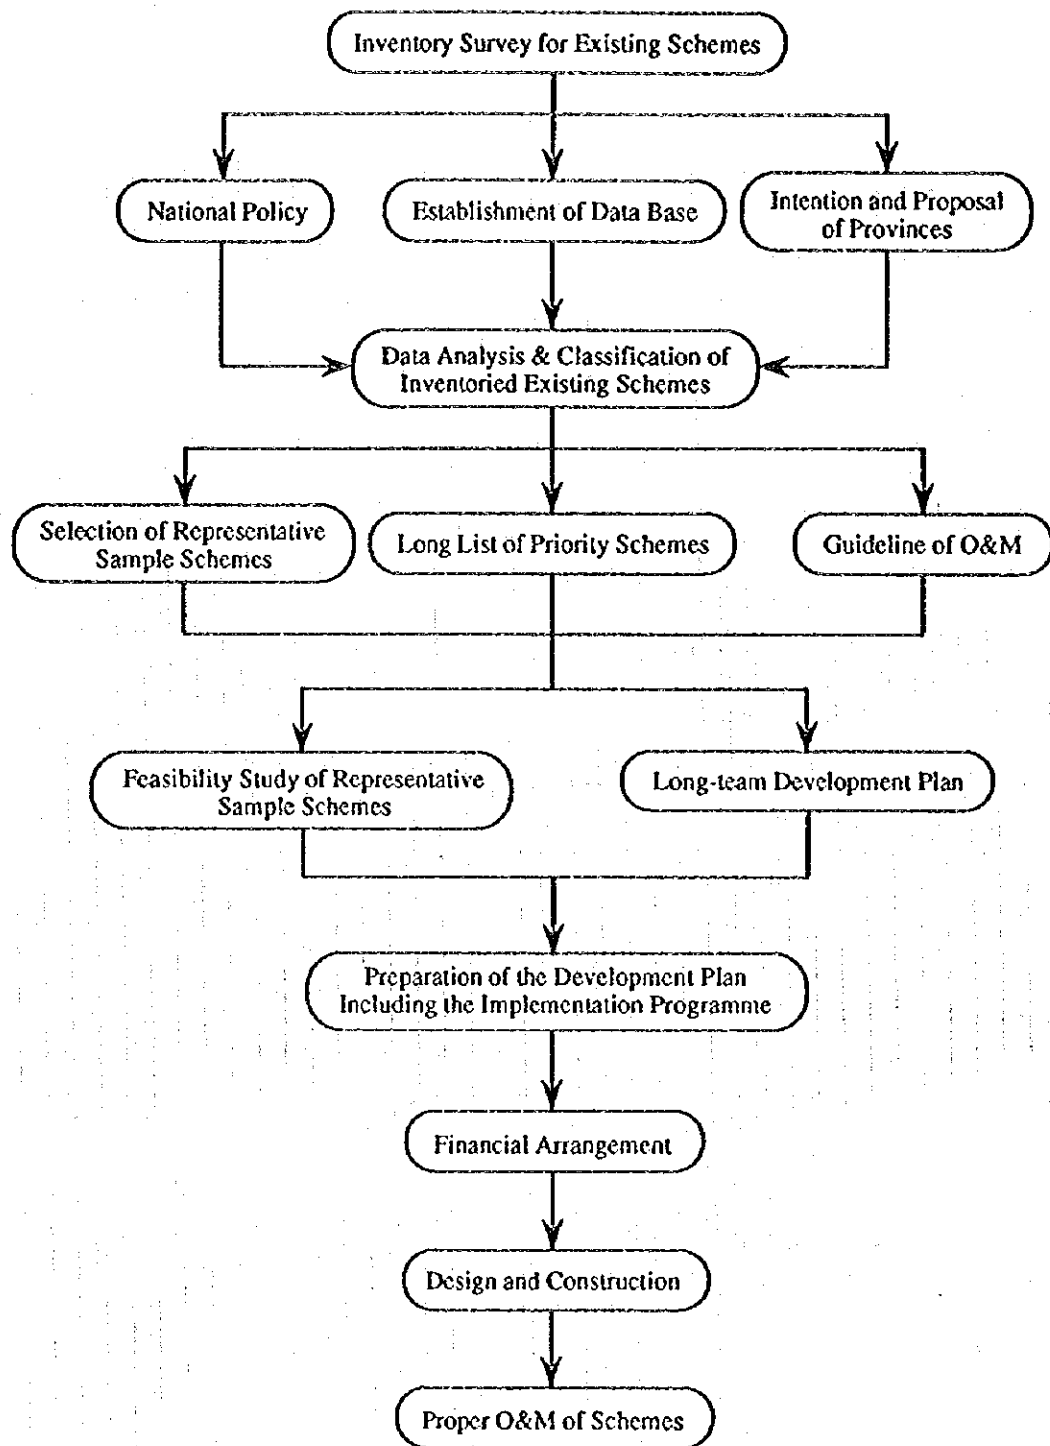 Inventory Survey for Existing Schemes
National Policy
Establishment of Data Base
Intention and Proposal
of Provinces
Data Analysis & Classification of
Inventoried Existing Schemes
Selection of Representative
Sample Schemes
Long List of Priority Schemes
Guideline of O&M
Feasibility Study of Representative
Sample Schemes
Long-team Development Plan
Preparation of the Development Plan
Including the Implementation Programme
Financial Arrangement
Design and Construction
Proper O&M of Schemes